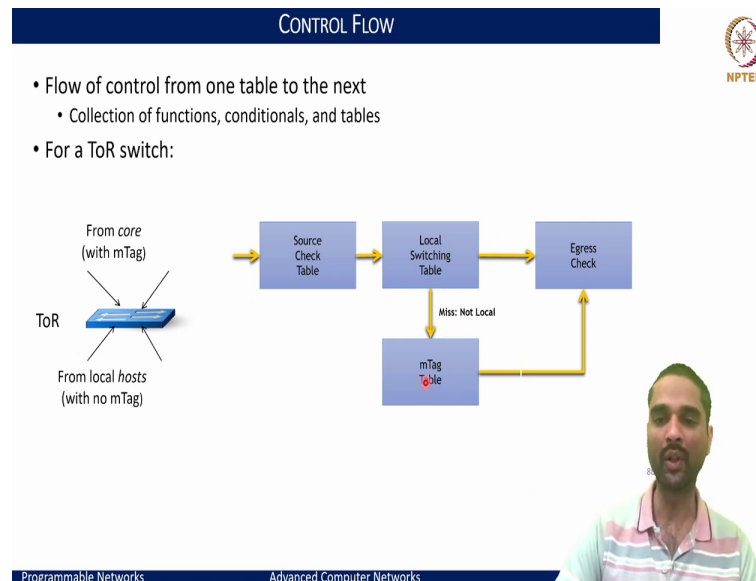 CONTROL FLOW
• Flow of control from one table to the next
• Collection of functions, conditionals, and tables
• For a ToR switch:
From core
(with mTag)
ToR
From local hosts
(with no mTag)
Source
Check
Table
Local
Switching
Table
Egress
Check
Miss: Not Local
mTag
Table
NPTEL
Programmable Networks
Advanced Computer Networks